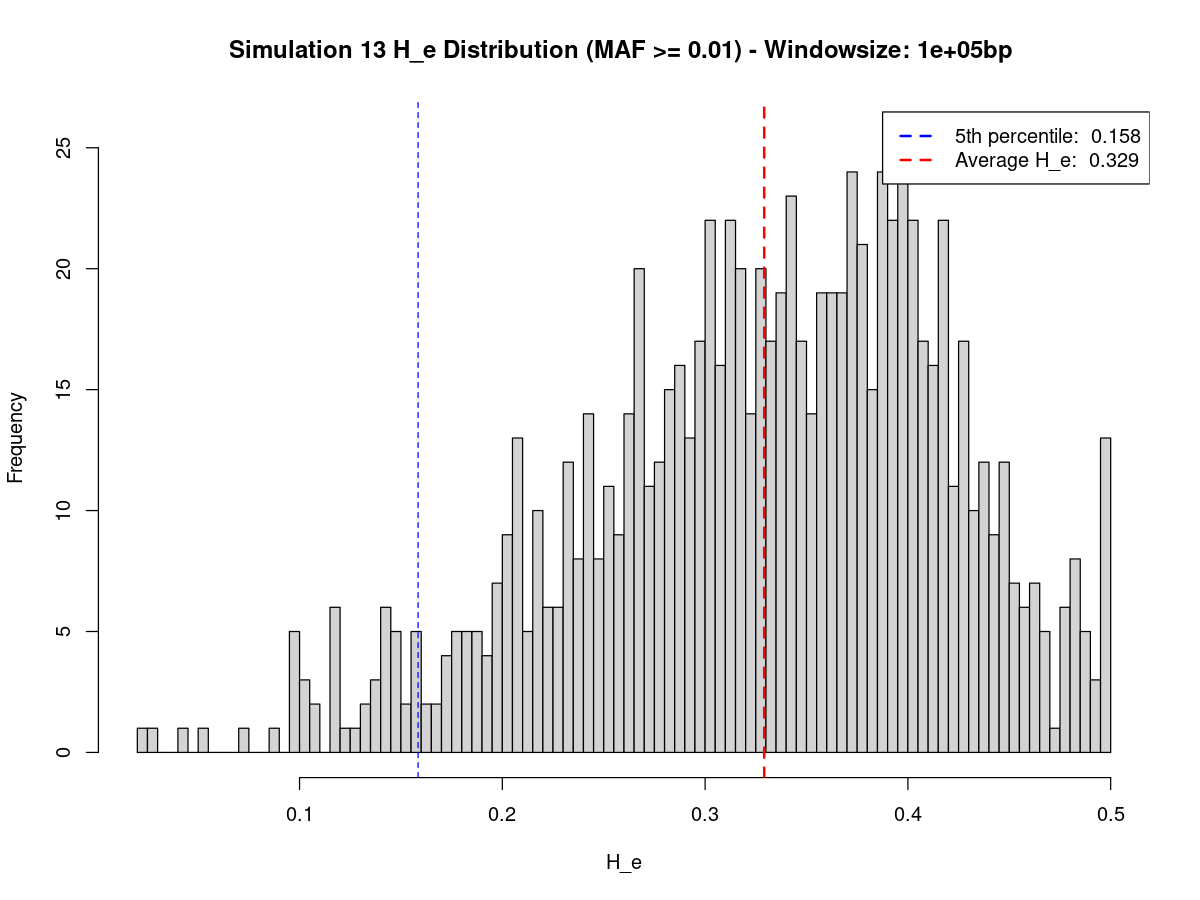 Simulation 13 H_e Distribution (MAF >= 0.01) - Windowsize: 1e+05bp
5th percentile: 0.158
Average H_e: 0.329
Frequency
25
20
15
10
5
0
0.1 0.2 0.3 0.4 0.5
H_e